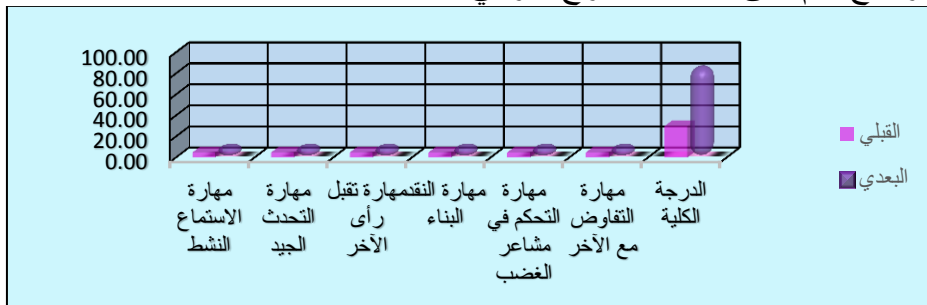 100.00
80.00
60.00
40.00
20.00
0.00
القبلي
البعدي
مهارة
الاستماع
النشط
مهارة
التحدث
الجيد
مهارة تقبل
رأى
الآخر
مهارة النقد
البناء
مهارة
التحكم في
مشاعر
الغضب
مهارة
التفاوض
مع الآخر
الدرجة
الكلية